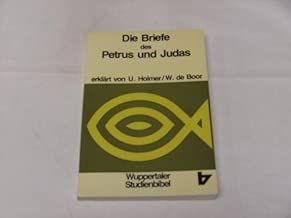 Die Briefe
des
Petrus und Judas
erklärt von U. Holmer/W. de Boor
Wuppertaler
Studienbibel